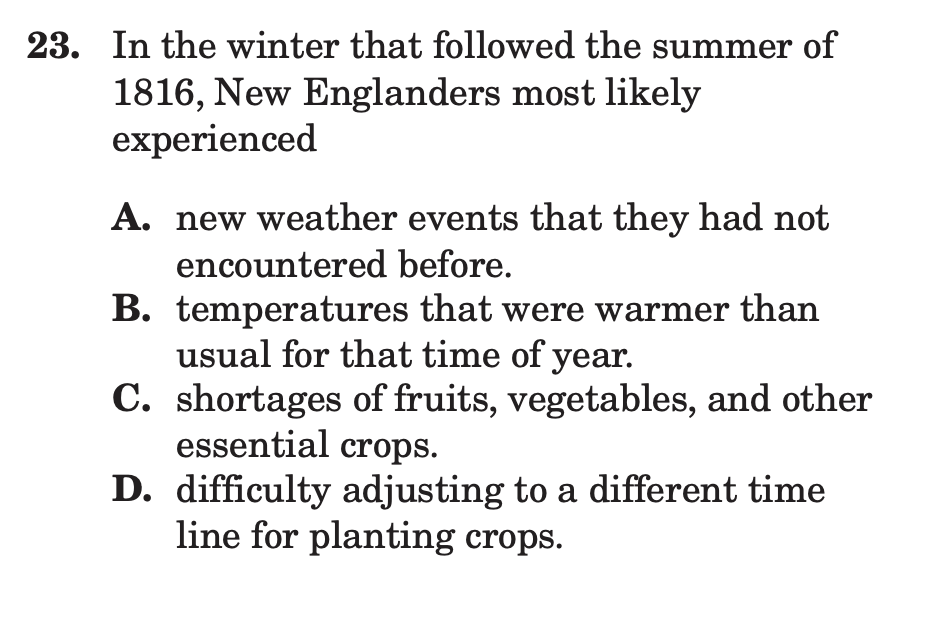 23. In the winter that followed the summer of
1816, New Englanders most likely
experienced
A. new weather events that they had not
encountered before.
B. temperatures that were warmer than
usual for that time of year.
C. shortages of fruits, vegetables, and other
essential crops.
D. difficulty adjusting to a different time
line for planting crops.